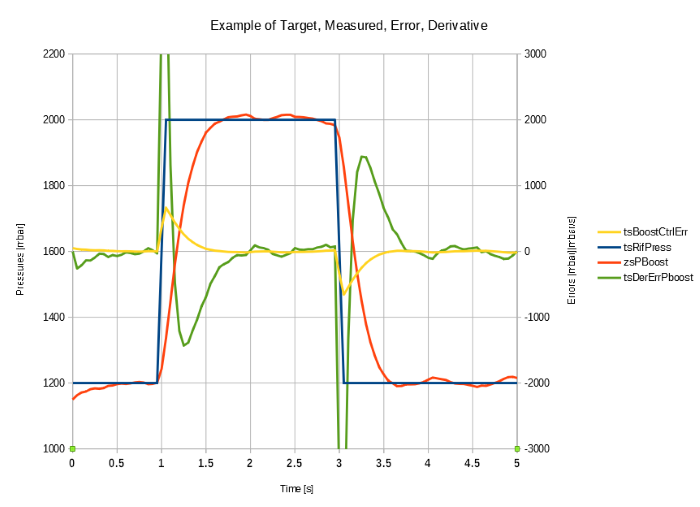 Example of Target, Measured, Error, Derivative
2200
2000
1800
1600
1400
1200
1000
3000
2000
1000
0
-1000
-2000
-3000
0 0.5 1 1.5 2 2.5 3 3.5 4 4.5 5
Time [s]
Pressures [mbar]
Errors [mbar][mbar/s]
tsBoostCtrlErr
tsRifPress
zsPBoost
tsDerErrPboost